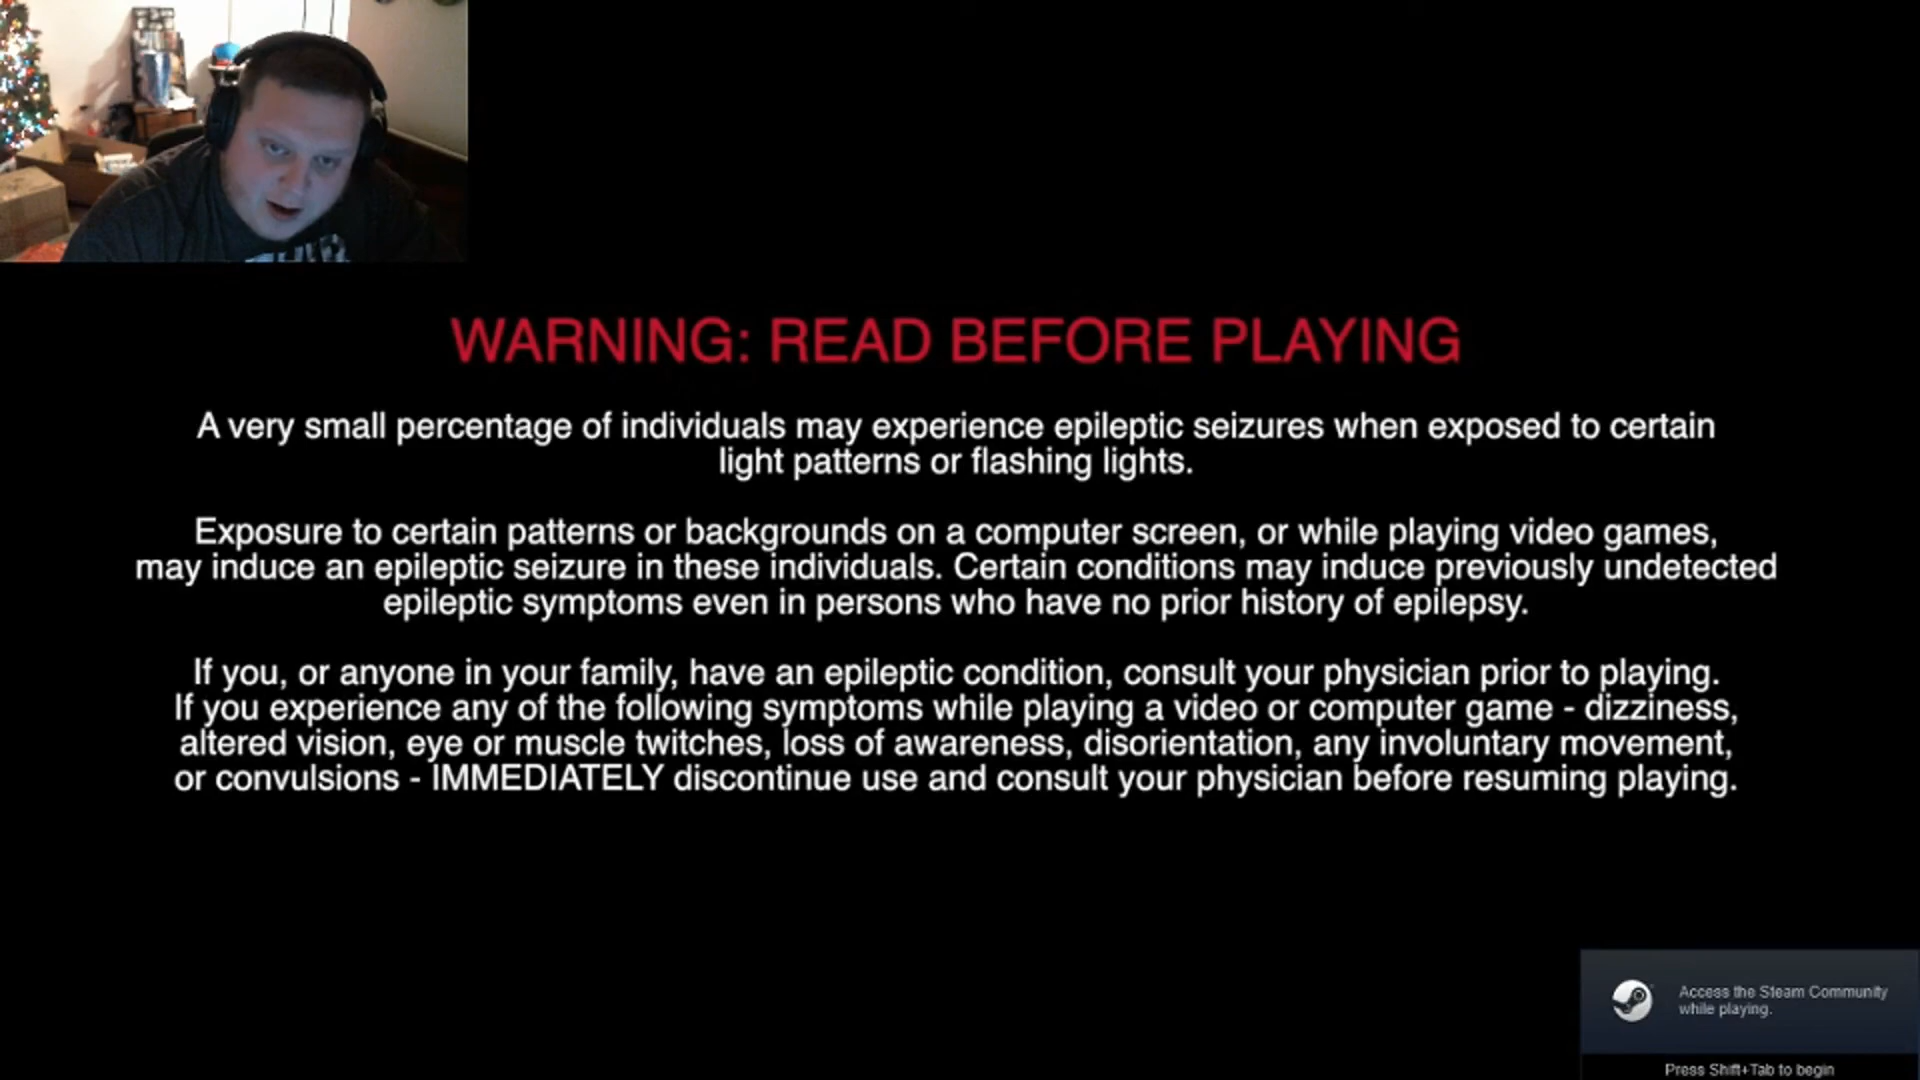 WARNING: READ BEFORE PLAYING
A very small percentage of individuals may experience epileptic seizures when exposed to certain
light patterns or flashing lights.
Exposure to certain patterns or backgrounds on a computer screen, or while playing video games,
may induce an epileptic seizure in these individuals. Certain conditions may induce previously undetected
epileptic symptoms even in persons who have no prior history of epilepsy.
If you, or anyone in your family, have an epileptic condition, consult your physician prior to playing.
If you experience any of the following symptoms while playing a video or computer game - dizziness,
altered vision, eye or muscle twitches, loss of awareness, disorientation, any involuntary movement,
or convulsions - IMMEDIATELY discontinue use and consult your physician before resuming playing.
Access the Steam Community
while playing.
Press Shift+Tab to begin